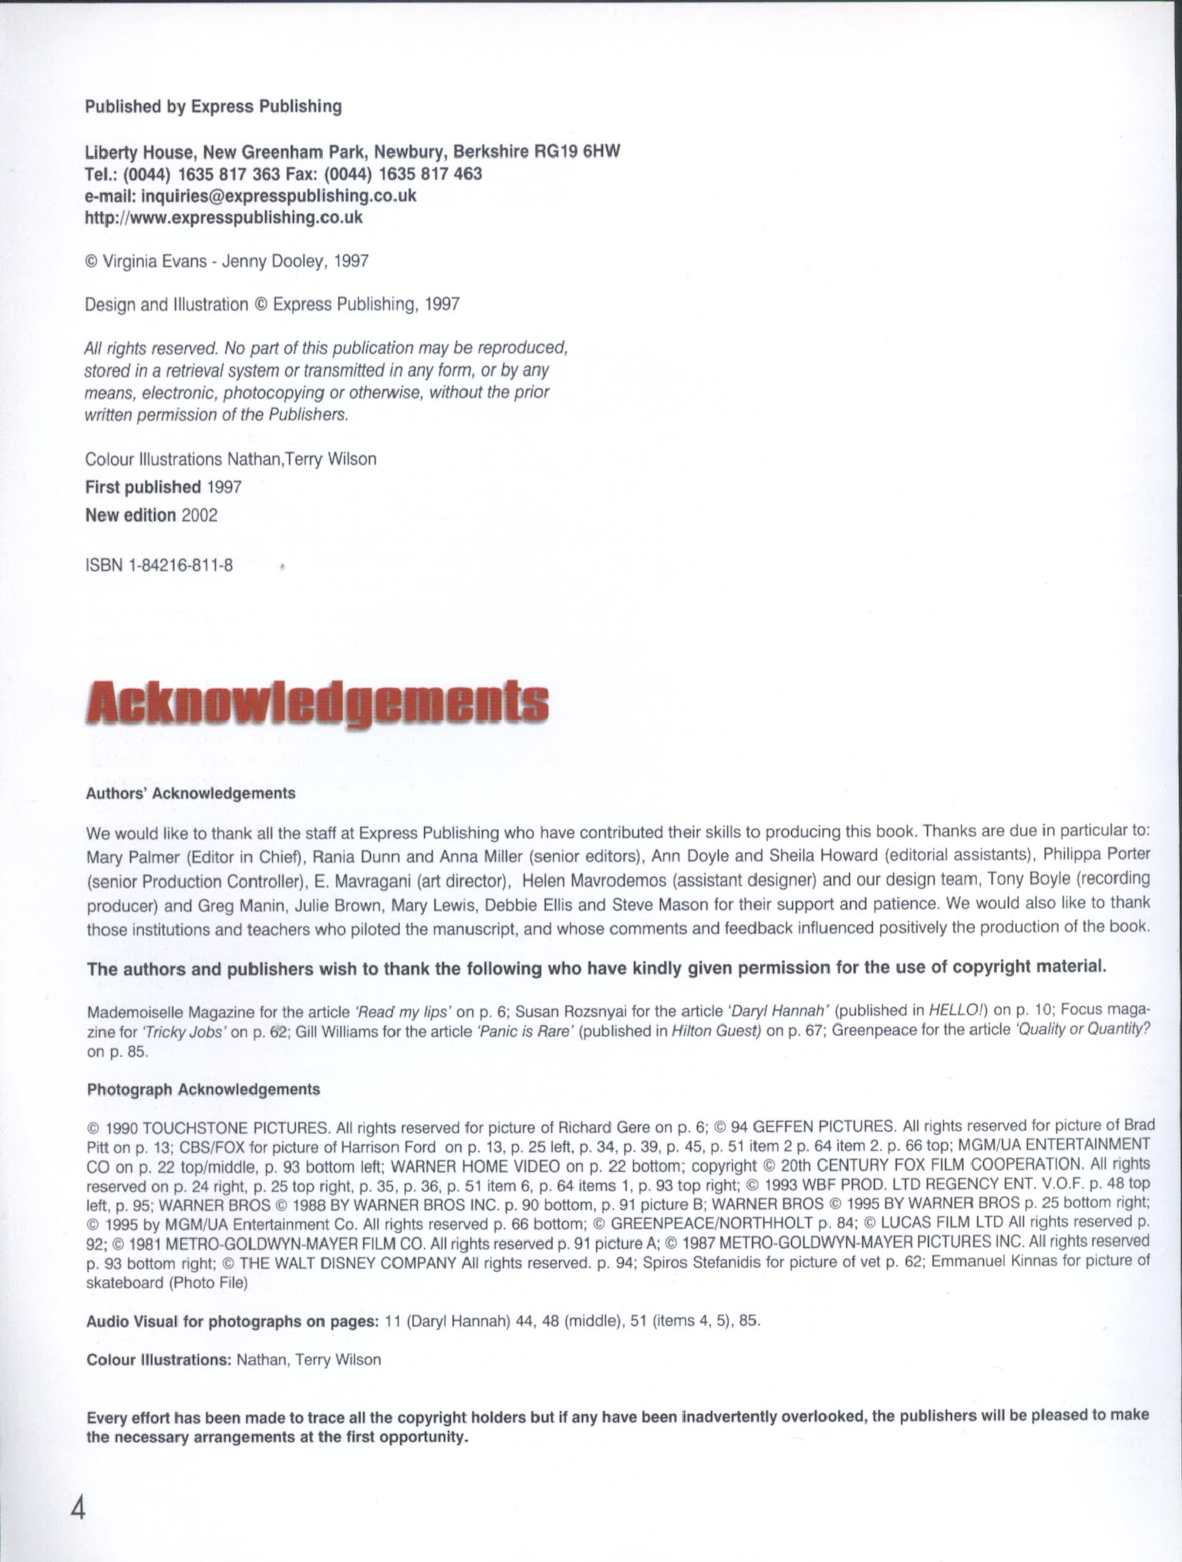 Published by Express Publishing
Liberty House, New Greenham Park, Newbury, Berkshire RG19 6HW
Tel.: (0044) 1635 817 363 Fax: (0044) 1635 817 463
e-mail: inquiries@expresspublishing.co.uk
http://www.expresspublishing.co.uk
© Virginia Evans - Jenny Dooley, 1997
Design and Illustration © Express Publishing, 1997
All rights reserved. No part of this publication may be reproduced,
stored in a retrieval system or transmitted in any form, or by any
means, electronic, photocopying or otherwise, without the prior
written permission of the Publishers.
Colour Illustrations Nathan,Terry Wilson
First published 1997
New edition 2002
ISBN 1-84216-811-8
Acknowledgements
Authors' Acknowledgements
We would like to thank all the staff at Express Publishing who have contributed their skills to producing this book. Thanks are due in particular to:
Mary Palmer (Editor in Chief), Rania Dunn and Anna Miller (senior editors), Ann Doyle and Sheila Howard (editorial assistants), Philippa Porter
(senior Production Controller), E. Mavragani (art director), Helen Mavrodemos (assistant designer) and our design team, Tony Boyle (recording
producer) and Greg Manin, Julie Brown, Mary Lewis, Debbie Ellis and Steve Mason for their support and patience. We would also like to thank
those institutions and teachers who piloted the manuscript, and whose comments and feedback influenced positively the production of the book.
The authors and publishers wish to thank the following who have kindly given permission for the use of copyright material.
Mademoiselle Magazine for the article 'Read my lips' on p. 6; Susan Rozsnyai for the article 'Daryl Hannah' (published in HELLO!) on p. 10; Focus maga-
zine for 'Tricky Jobs' on p. 62; Gill Williams for the article 'Panic is Rare' (published in Hilton Guest) on p. 67; Greenpeace for the article 'Quality or Quantity?
on p. 85.
Photograph Acknowledgements
© 1990 TOUCHSTONE PICTURES. All rights reserved for picture of Richard Gere on p. 6; © 94 GEFFEN PICTURES. All rights reserved for picture of Brad
Pitt on p. 13; CBS/FOX for picture of Harrison Ford on p. 13, p. 25 left, p. 34, p. 39, p. 45, p. 51 item 2 p. 64 item 2. p. 66 top; MGM/UA ENTERTAINMENT
CO on p. 22 top/middle, p. 93 bottom left; WARNER HOME VIDEO on p. 22 bottom; copyright © 20th CENTURY FOX FILM COOPERATION. All rights
reserved on p. 24 right, p. 25 top right, p. 35, p. 36, p. 51 item 6, p. 64 items 1, p. 93 top right; © 1993 WBF PROD. LTD REGENCY ENT. V.O.F. p. 48 top
left, p. 95; WARNER BROS © 1988 BY WARNER BROS INC. p. 90 bottom, p. 91 picture B; WARNER BROS © 1995 BY WARNER BROS p. 25 bottom right;
© 1995 by MGM/UA Entertainment Co. All rights reserved p. 66 bottom; © GREENPEACE/NORTHHOLT p. 84; © LUCAS FILM LTD All rights reserved p.
92; © 1981 METRO-GOLDWYN-MAYER FILM CO. All rights reserved p. 91 picture A; © 1987 METRO-GOLDWYN-MAYER PICTURES INC. All rights reserved
p. 93 bottom right; © THE WALT DISNEY COMPANY All rights reserved. p. 94; Spiros Stefanidis for picture of vet p. 62; Emmanuel Kinnas for picture of
skateboard (Photo File)
Audio Visual for photographs on pages: 11 (Daryl Hannah) 44, 48 (middle), 51 (items 4, 5), 85.
Colour Illustrations: Nathan, Terry Wilson
Every effort has been made to trace all the copyright holders but if any have been inadvertently overlooked, the publishers will be pleased to make
the necessary arrangements at the first opportunity.
4